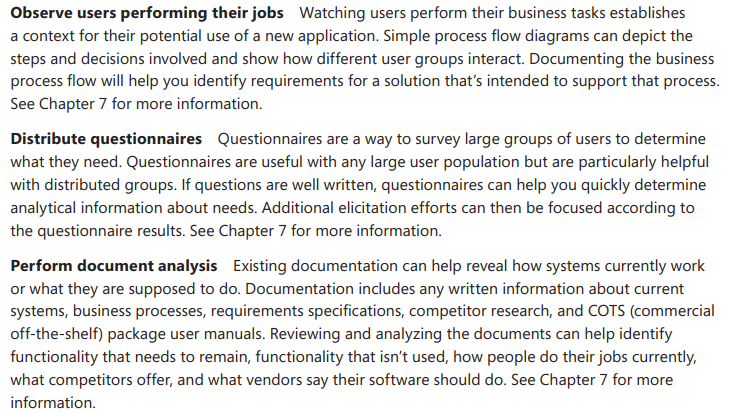 Observe users performing their jobs Watching users perform their business tasks establishes
a context for their potential use of a new application. Simple process flow diagrams can depict the
steps and decisions involved and show how different user groups interact. Documenting the business
process flow will help you identify requirements for a solution that’s intended to support that process.
See Chapter 7 for more information.
Distribute questionnaires Questionnaires are a way to survey large groups of users to determine
what they need. Questionnaires are useful with any large user population but are particularly helpful
with distributed groups. If questions are well written, questionnaires can help you quickly determine
analytical information about needs. Additional elicitation efforts can then be focused according to
the questionnaire results. See Chapter 7 for more information.
Perform document analysis Existing documentation can help reveal how systems currently work
or what they are supposed to do. Documentation includes any written information about current
systems, business processes, requirements specifications, competitor research, and COTS (commercial
off-the-shelf) package user manuals. Reviewing and analyzing the documents can help identify
functionality that needs to remain, functionality that isn’t used, how people do their jobs currently,
what competitors offer, and what vendors say their software should do. See Chapter 7 for more
information.